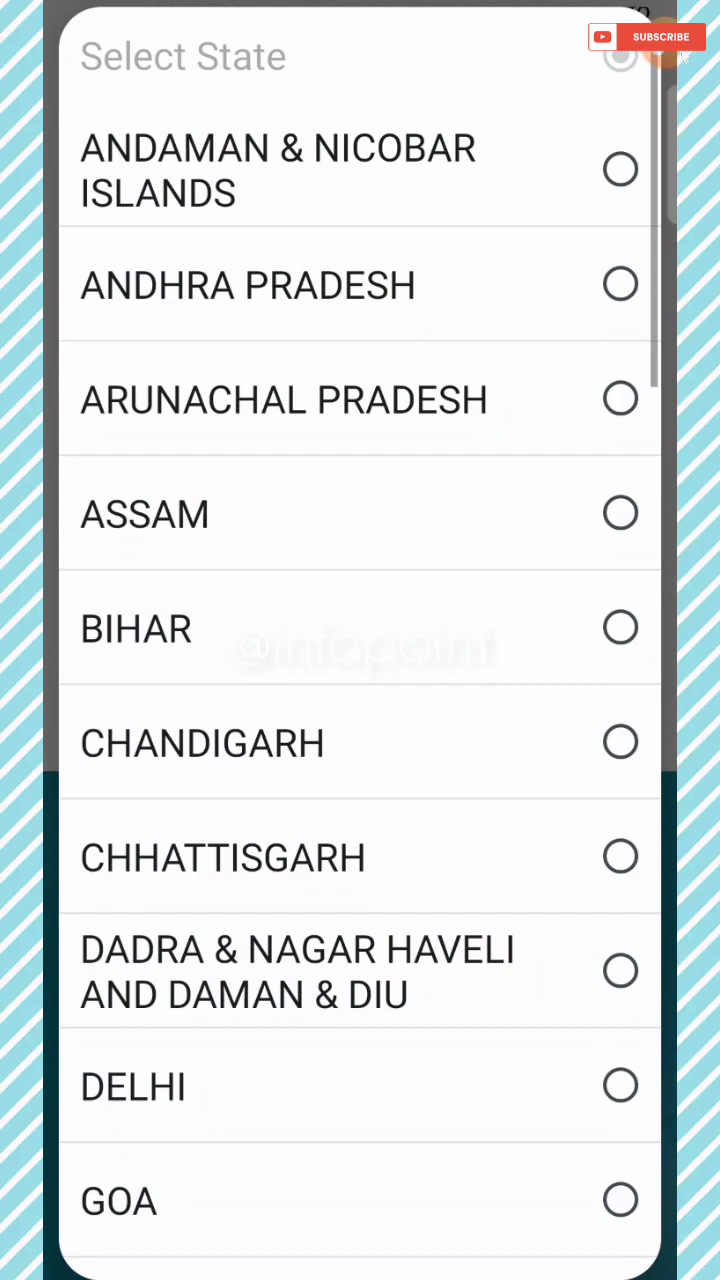 SUBSCRIBE
Select State
ANDAMAN & NICOBAR
ISLANDS
ANDHRA PRADESH
ARUNACHAL PRADESH
ASSAM
BIHAR
@infopoint
CHANDIGARH
CHHATTISGARH
DADRA & NAGAR HAVELI
AND DAMAN & DIU
DELHI
GOA